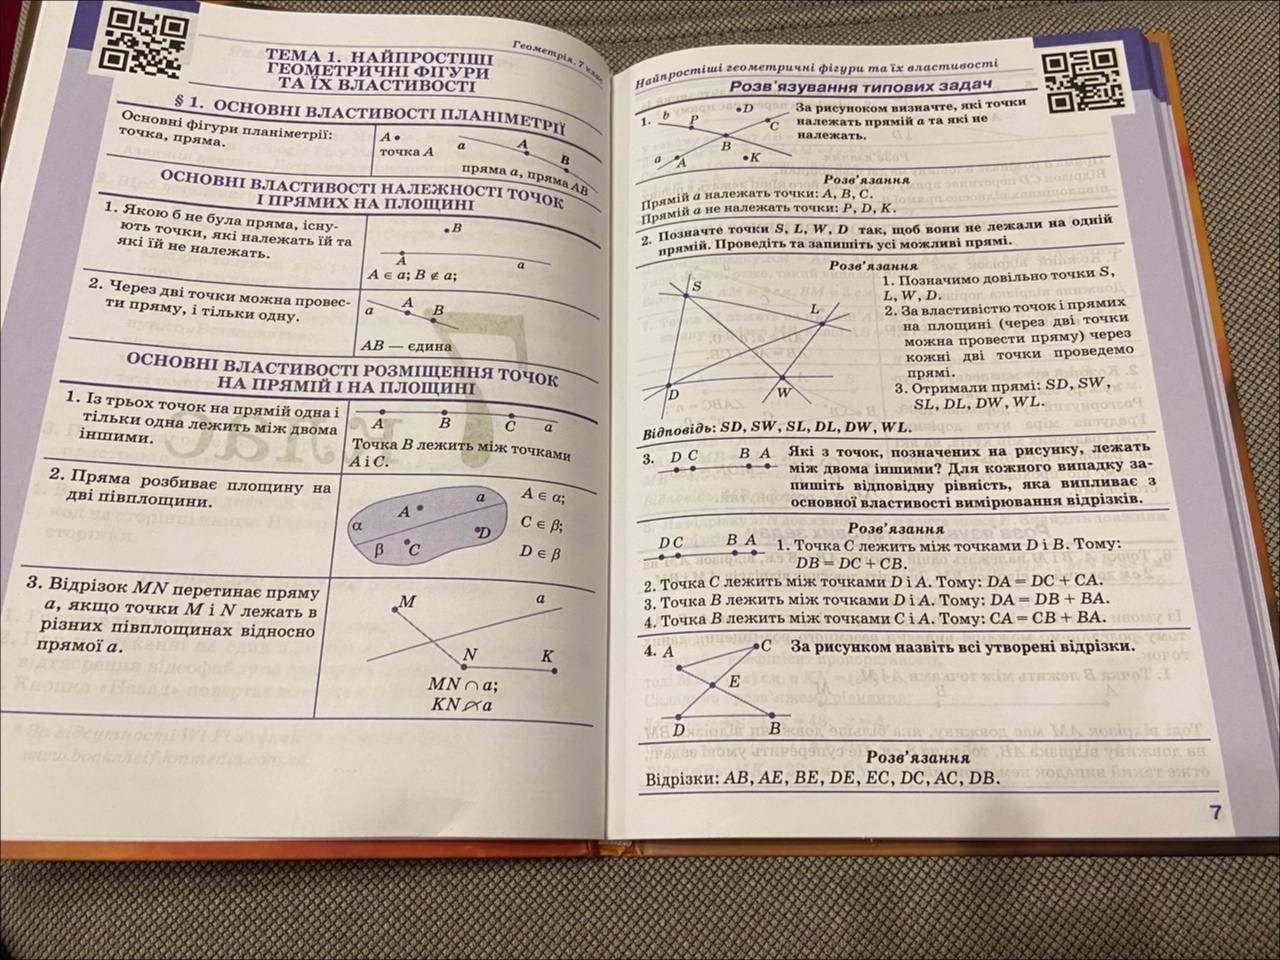 Геометрія. 7 клас
ТЕМА 1. НАЙПРОСТІШІ
ГЕОМЕТРИЧНІ ФІГУРИ
ТА ЇХ ВЛАСТИВОСТІ
§ 1. ОСНОВНІ ВЛАСТИВОСТІ ПЛАНІМЕТРІЇ
Основні фігури планіметрії:
точка, пряма.
A
точка A
a A B
пряма a, пряма AB
ОСНОВНІ ВЛАСТИВОСТІ НАЛЕЖНОСТІ ТОЧОК
І ПРЯМИХ НА ПЛОЩИНІ
1. Якою б не була пряма, існу-
ють точки, які належать їй та
які їй не належать.
B
A a
A ∈ a; B ∉ a;
2. Через дві точки можна провес-
ти пряму, і тільки одну.
a A B
AB — єдина
ОСНОВНІ ВЛАСТИВОСТІ РОЗМІЩЕННЯ ТОЧОК
НА ПРЯМІЙ І НА ПЛОЩИНІ
1. Із трьох точок на прямій одна і
тільки одна лежить між двома
іншими.
A B C a
Точка B лежить між точками
A і C.
2. Пряма розбиває площину на
дві півплощини.
a
A
α
D
β C
A ∈ α;
C ∈ β;
D ∈ β
3. Відрізок MN перетинає пряму
a, якщо точки M і N лежать в
різних півплощинах відносно
прямої a.
M a
N K
MN ∩ a;
KN ∩̸ a
Найпростіші геометричні фігури та їх властивості
Розв'язування типових задач
1. b P D C
a A B K
За рисуноком визначте, які точки
належать прямій a та які не
належать.
Розв'язання
Прямій a належать точки: A, B, C.
Прямій a не належать точки: P, D, K.
2. Позначте точки S, L, W, D так, щоб вони не лежали на одній
прямій. Проведіть та запишіть усі можливі прямі.
Розв'язання
S
L
D W
1. Позначимо довільно точки S,
L, W, D.
2. За властивістю точок і прямих
на площині (через дві точки
можна провести пряму) через
кожні дві точки проведемо
прямі.
3. Отримали прямі: SD, SW,
SL, DL, DW, WL.
Відповідь: SD, SW, SL, DL, DW, WL.
3. D C B A
Які з точок, позначених на рисунку, лежать
між двома іншими? Для кожного випадку за-
пишіть відповідну рівність, яка випливає з
основної властивості вимірювання відрізків.
Розв'язання
D C B A
1. Точка C лежить між точками D і B. Тому:
DB = DC + CB.
2. Точка C лежить між точками D і A. Тому: DA = DC + CA.
3. Точка B лежить між точками D і A. Тому: DA = DB + BA.
4. Точка B лежить між точками C і A. Тому: CA = CB + BA.
4. A C
E
D B
За рисунком назвіть всі утворені відрізки.
Розв'язання
Відрізки: AB, AE, BE, DE, EC, DC, AC, DB.
7